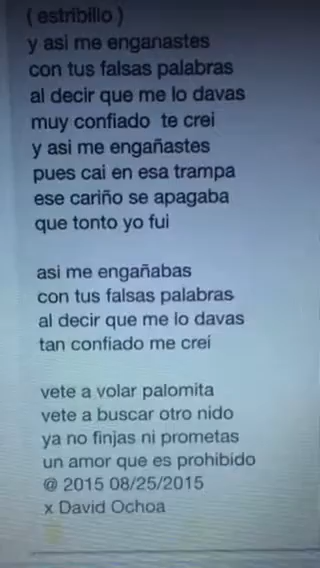 ( estribillo )
y asi me enganastes
con tus falsas palabras
al decir que me lo davas
muy confiado te crei
y asi me engañastes
pues cai en esa trampa
ese cariño se apagaba
que tonto yo fui
asi me engañabas
con tus falsas palabras
al decir que me lo davas
tan confiado me creí
vete a volar palomita
vete a buscar otro nido
ya no finjas ni prometas
un amor que es prohibido
@ 2015 08/25/2015
x David Ochoa